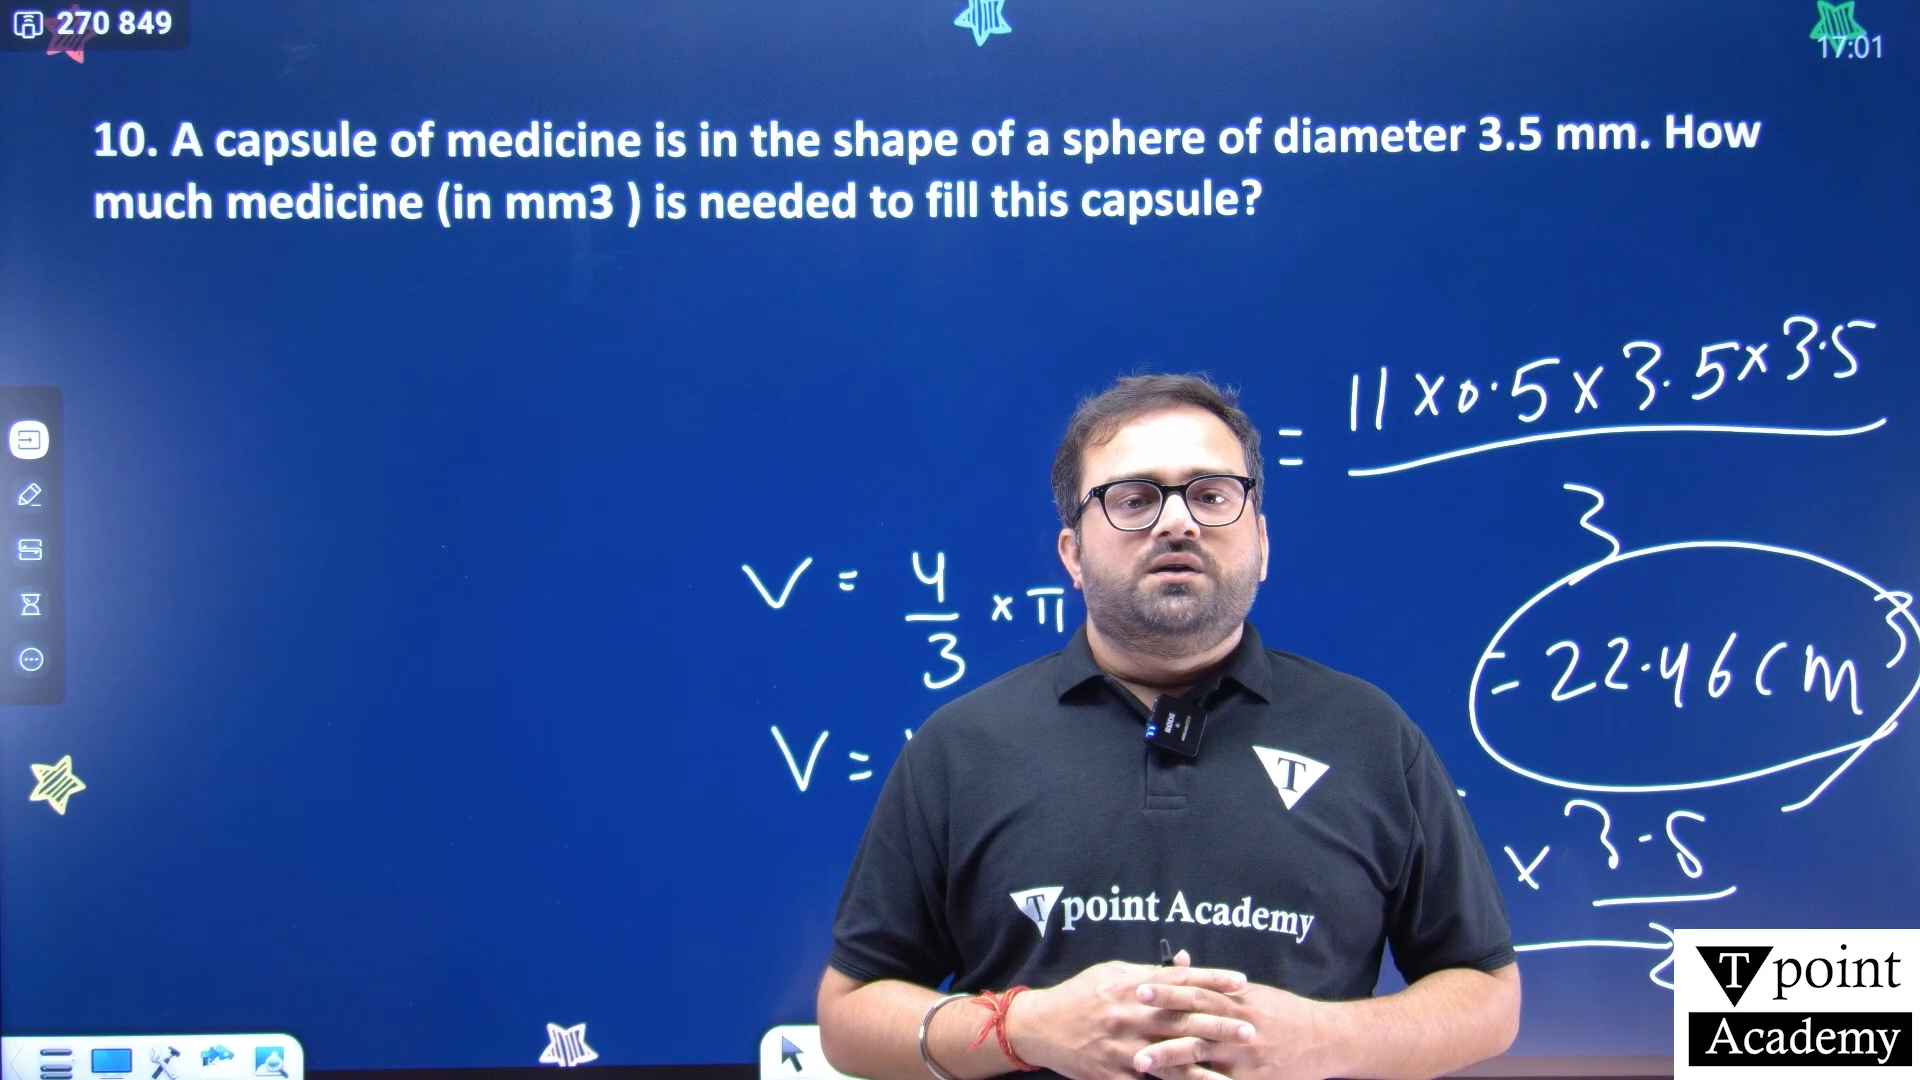 270 849
17:01
10. A capsule of medicine is in the shape of a sphere of diameter 3.5 mm. How
much medicine (in mm3 ) is needed to fill this capsule?
= 11 x 0.5 x 3.5 x 3.5
3
V = 4
3
x π
= 22.46 cm3
V =
x 3.5
2
RODE
T
T point Academy
T point
Academy